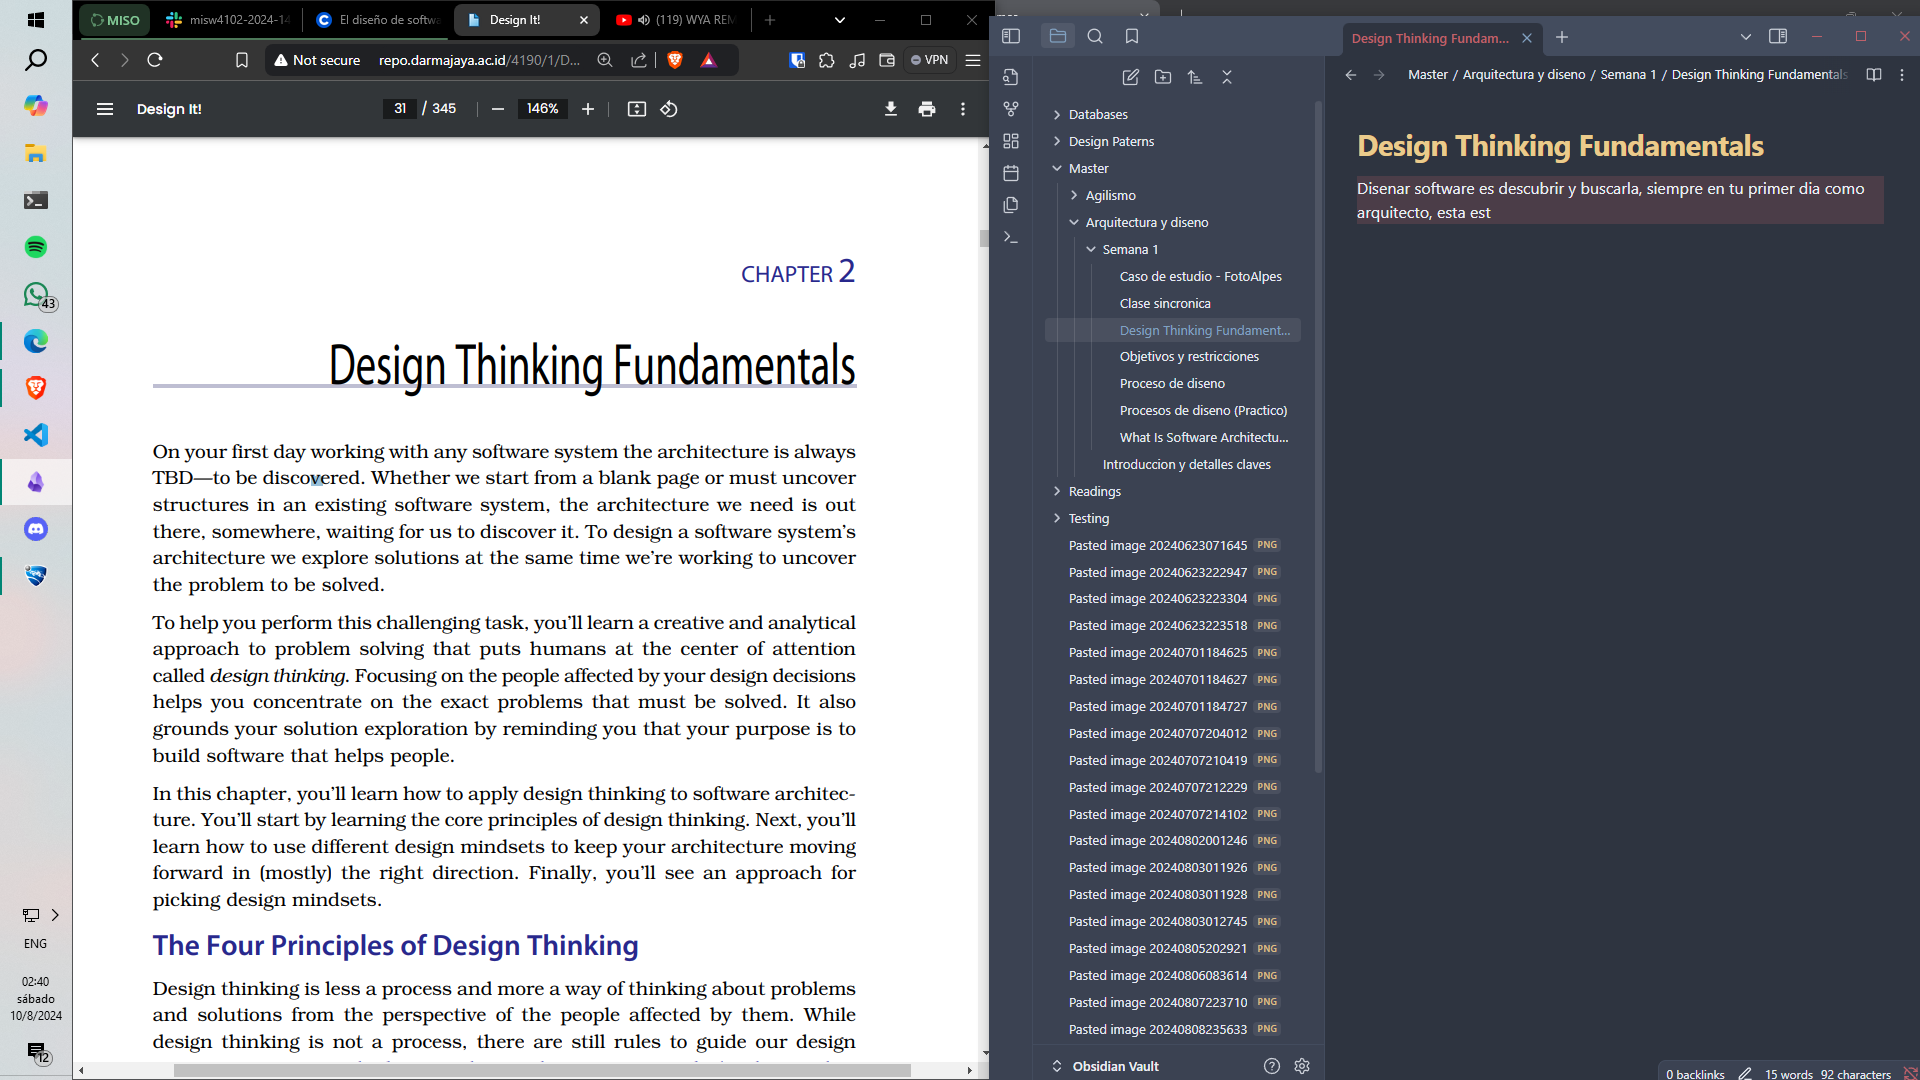 MISO
misw4102-2024-14
El diseño de softwa
Design It!
(119) WYA REM
Not secure
repo.darmajaya.ac.id/4190/1/D...
VPN
Design It!
31 / 345
146%
CHAPTER 2
Design Thinking Fundamentals
On your first day working with any software system the architecture is always
TBD—to be discovered. Whether we start from a blank page or must uncover
structures in an existing software system, the architecture we need is out
there, somewhere, waiting for us to discover it. To design a software system's
architecture we explore solutions at the same time we're working to uncover
the problem to be solved.
To help you perform this challenging task, you'll learn a creative and analytical
approach to problem solving that puts humans at the center of attention
called design thinking. Focusing on the people affected by your design decisions
helps you concentrate on the exact problems that must be solved. It also
grounds your solution exploration by reminding you that your purpose is to
build software that helps people.
In this chapter, you'll learn how to apply design thinking to software architec-
ture. You'll start by learning the core principles of design thinking. Next, you'll
learn how to use different design mindsets to keep your architecture moving
forward in (mostly) the right direction. Finally, you'll see an approach for
picking design mindsets.
The Four Principles of Design Thinking
Design thinking is less a process and more a way of thinking about problems
and solutions from the perspective of the people affected by them. While
design thinking is not a process, there are still rules to guide our design
43
ENG
02:40
sábado
10/8/2024
12
Databases
Design Paterns
Master
Agilismo
Arquitectura y diseno
Semana 1
Caso de estudio - FotoAlpes
Clase sincronica
Design Thinking Fundament...
Objetivos y restricciones
Proceso de diseno
Procesos de diseno (Practico)
What Is Software Architectu...
Introduccion y detalles claves
Readings
Testing
Pasted image 20240623071645 PNG
Pasted image 20240623222947 PNG
Pasted image 20240623223304 PNG
Pasted image 20240623223518 PNG
Pasted image 20240701184625 PNG
Pasted image 20240701184627 PNG
Pasted image 20240701184727 PNG
Pasted image 20240707204012 PNG
Pasted image 20240707210419 PNG
Pasted image 20240707212229 PNG
Pasted image 20240707214102 PNG
Pasted image 20240802001246 PNG
Pasted image 20240803011926 PNG
Pasted image 20240803011928 PNG
Pasted image 20240803012745 PNG
Pasted image 20240805202921 PNG
Pasted image 20240806083614 PNG
Pasted image 20240807223710 PNG
Pasted image 20240808235633 PNG
Obsidian Vault
Design Thinking Fundam...
Master / Arquitectura y diseno / Semana 1 / Design Thinking Fundamentals
Design Thinking Fundamentals
Disenar software es descubrir y buscarla, siempre en tu primer dia como
arquitecto, esta est
0 backlinks
15 words 92 characters